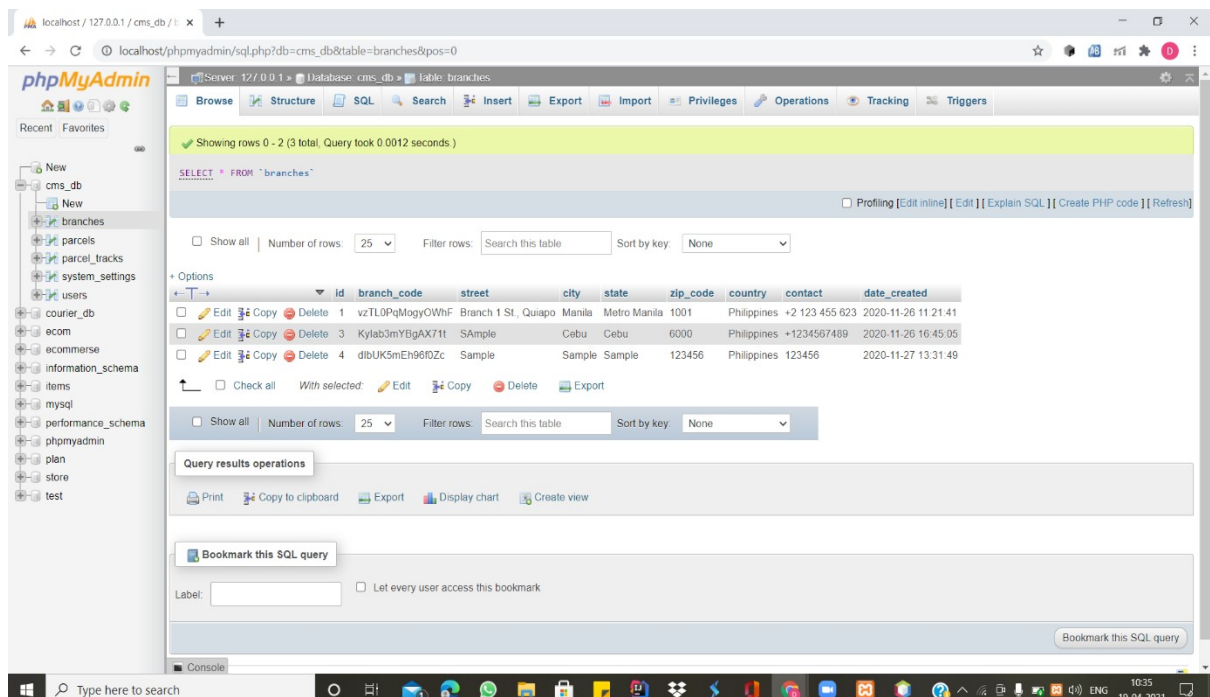 localhost / 127.0.0.1 / cms_db / b
localhost/phpmyadmin/sql.php?db=cms_db&table=branches&pos=0
D
phpMyAdmin
Recent Favorites
New
cms_db
New
branches
parcels
parcel_tracks
system_settings
users
courier_db
ecom
ecommerse
information_schema
items
mysql
performance_schema
phpmyadmin
plan
store
test
Server: 127.0.0.1 » Database: cms_db » Table: branches
Browse Structure SQL Search Insert Export Import Privileges Operations Tracking Triggers
Showing rows 0 - 2 (3 total, Query took 0.0012 seconds.)
SELECT * FROM `branches`
Profiling [Edit inline] [ Edit ] [ Explain SQL ] [ Create PHP code ] [ Refresh]
Show all | Number of rows: 25 Filter rows: Search this table Sort by key: None
+ Options
id branch_code street city state zip_code country contact date_created
Edit Copy Delete 1 vzTL0PqMogyOWhF Branch 1 St., Quiapo Manila Metro Manila 1001 Philippines +2 123 455 623 2020-11-26 11:21:41
Edit Copy Delete 3 KyIab3mYBgAX71t SAmple Cebu Cebu 6000 Philippines +1234567489 2020-11-26 16:45:05
Edit Copy Delete 4 dIbUK5mEh96f0Zc Sample Sample Sample 123456 Philippines 123456 2020-11-27 13:31:49
Check all With selected: Edit Copy Delete Export
Show all | Number of rows: 25 Filter rows: Search this table Sort by key: None
Query results operations
Print Copy to clipboard Export Display chart Create view
Bookmark this SQL query
Label: Let every user access this bookmark
Bookmark this SQL query
Console
Type here to search
ENG 10:35
19-04-2021